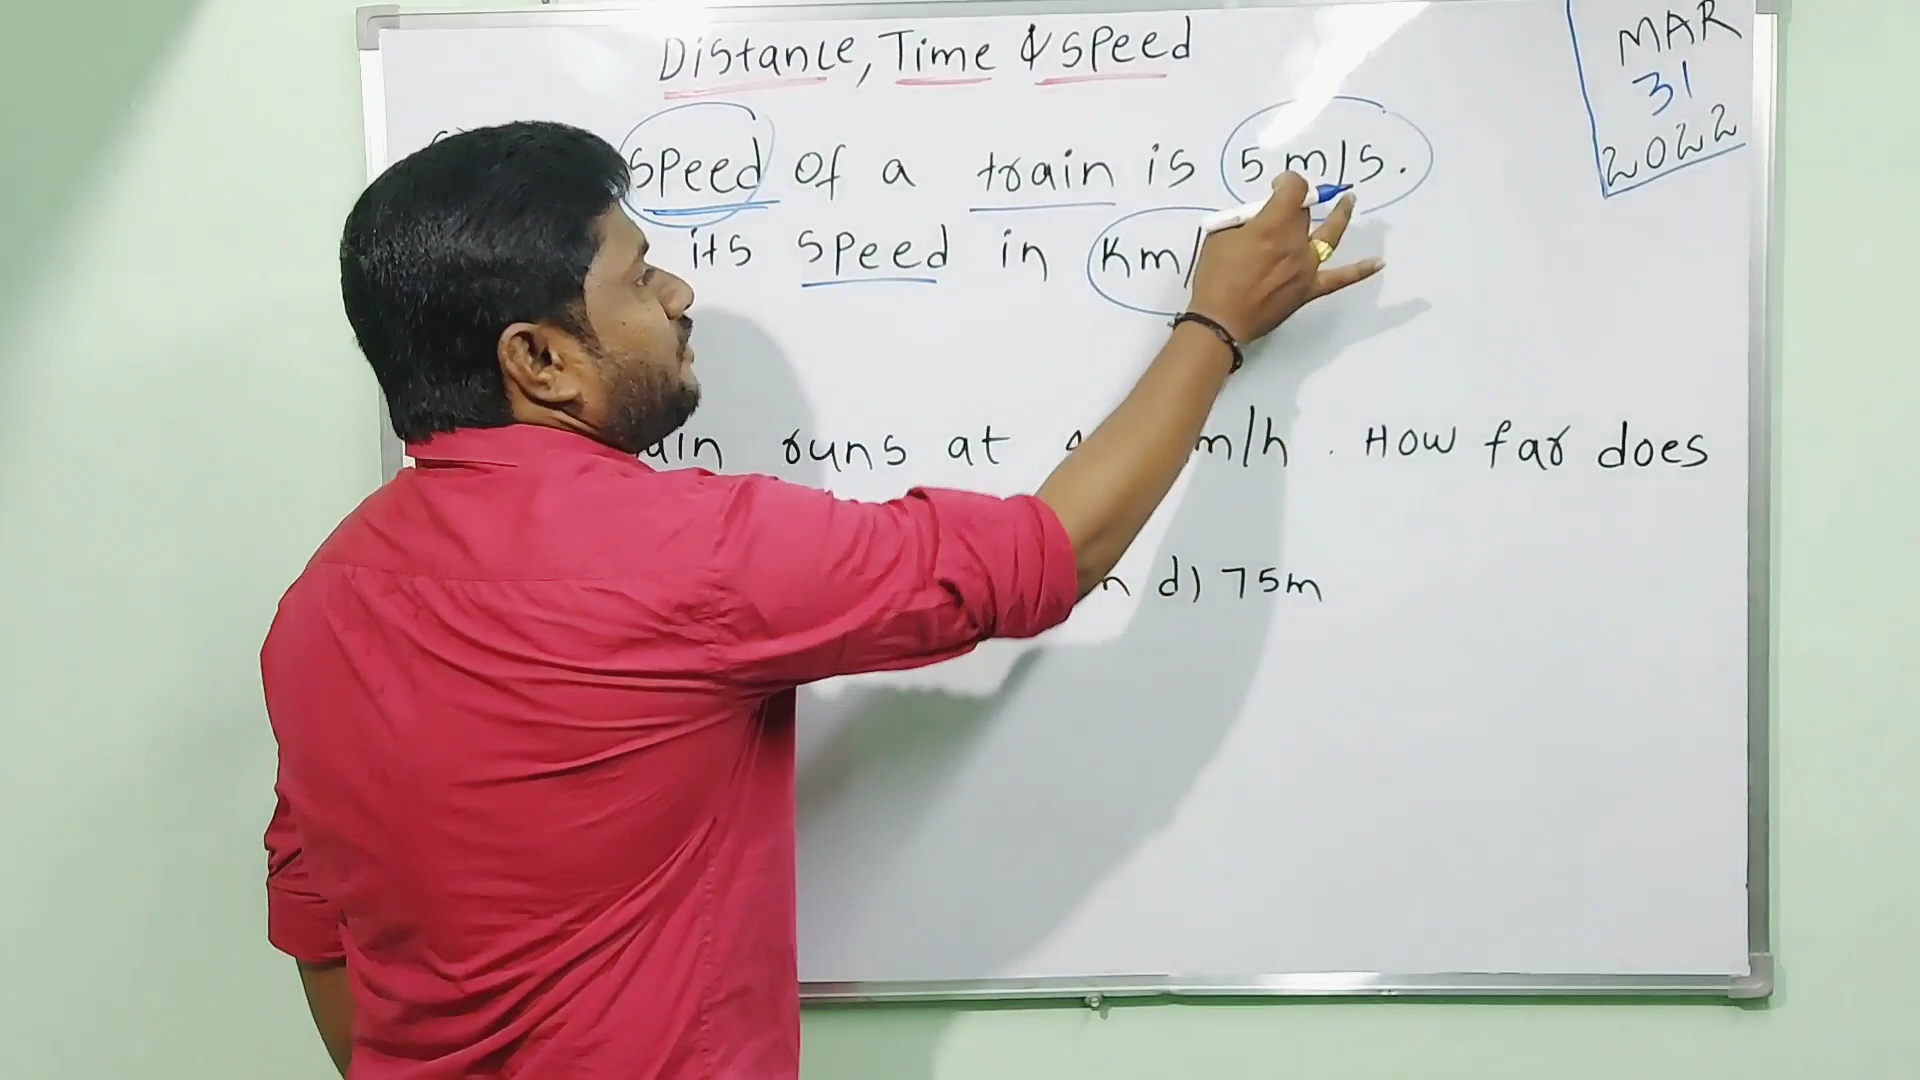 Distance, Time & speed
MAR
31
2022
speed of a train is 5 m/s.
its speed in Km/
runs at m/h. How far does
d) 75m